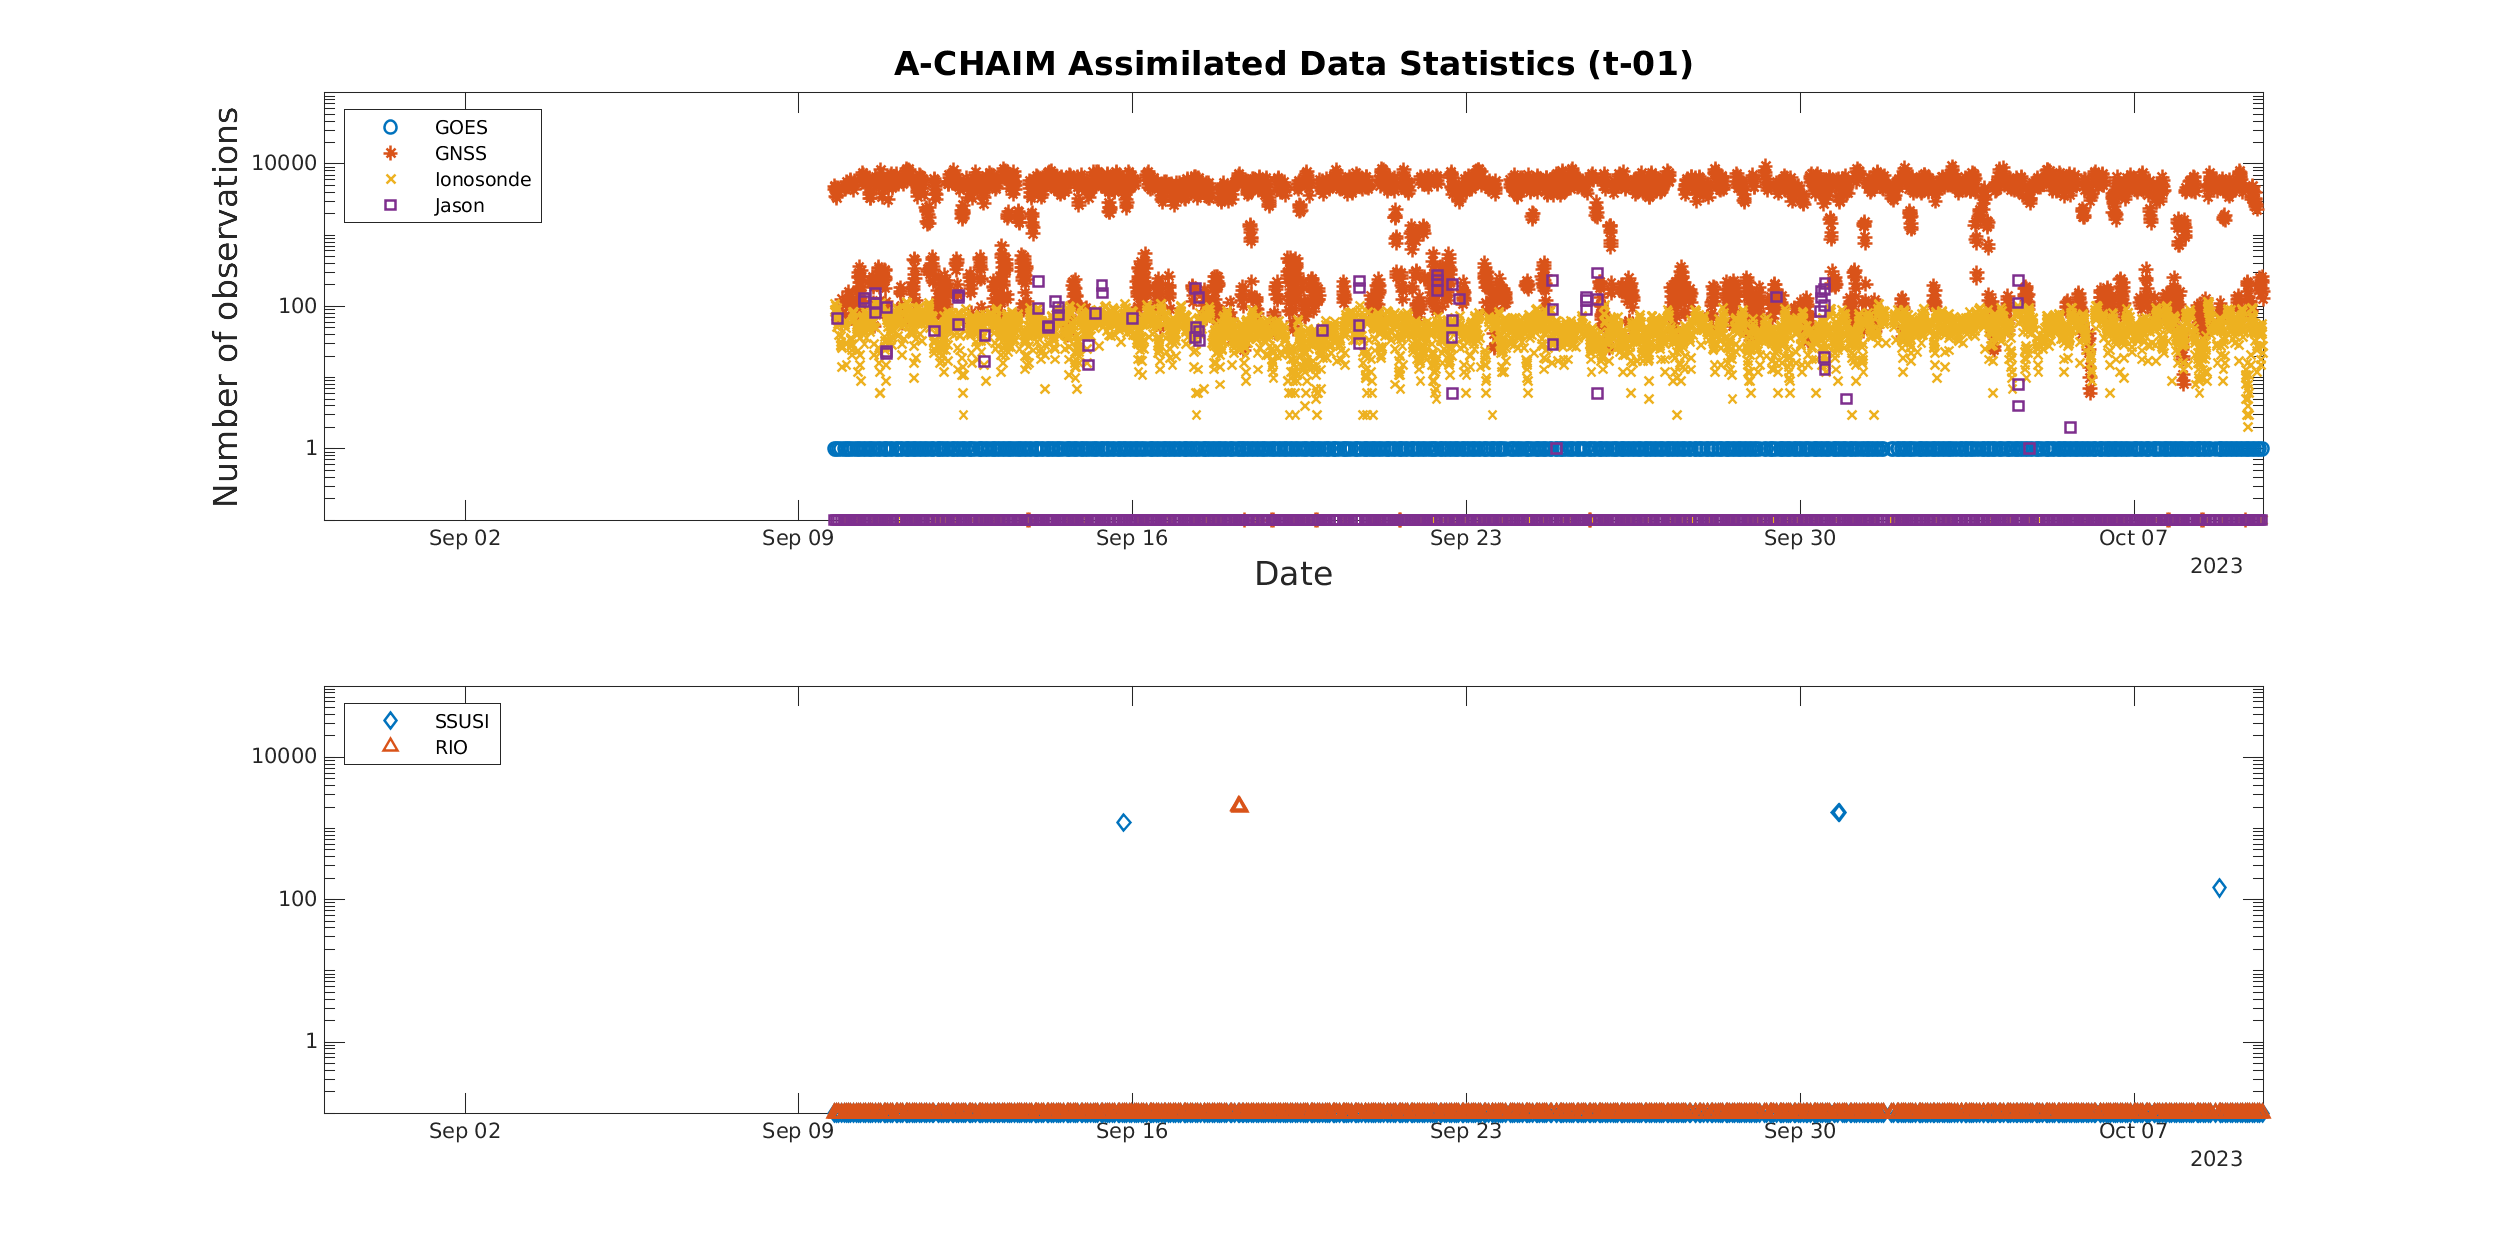 A-CHAIM Assimilated Data Statistics (t-01)
Number of observations
10000
100
1
GOES
GNSS
Ionosonde
Jason
Sep 02
Sep 09
Sep 16
Sep 23
Sep 30
Oct 07
2023
Date
10000
100
1
SSUSI
RIO
Sep 02
Sep 09
Sep 16
Sep 23
Sep 30
Oct 07
2023